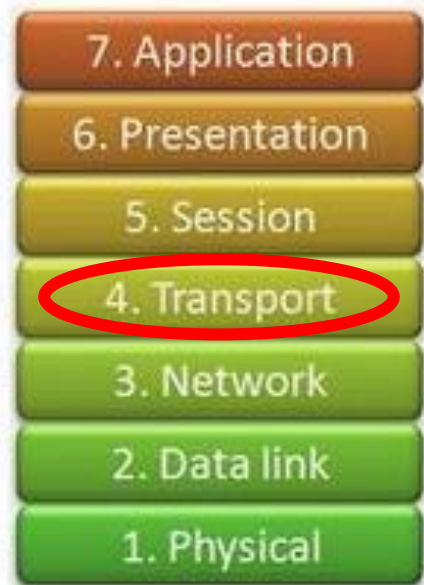 7. Application
6. Presentation
5. Session
4. Transport
3. Network
2. Data link
1. Physical